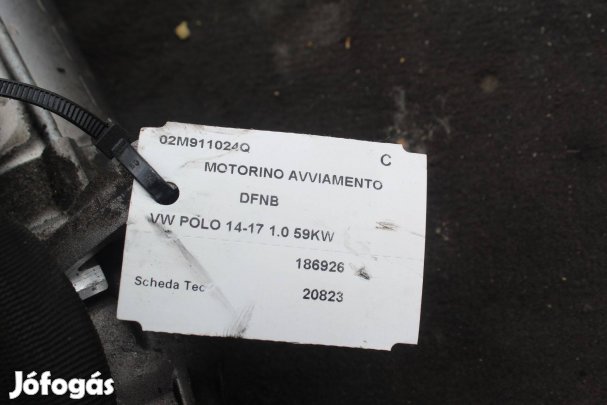 02M911024Q
C
MOTORINO AVVIAMENTO
DFNB
VW POLO 14-17 1.0 59KW
186926
Scheda Tec
20823
Jófogás